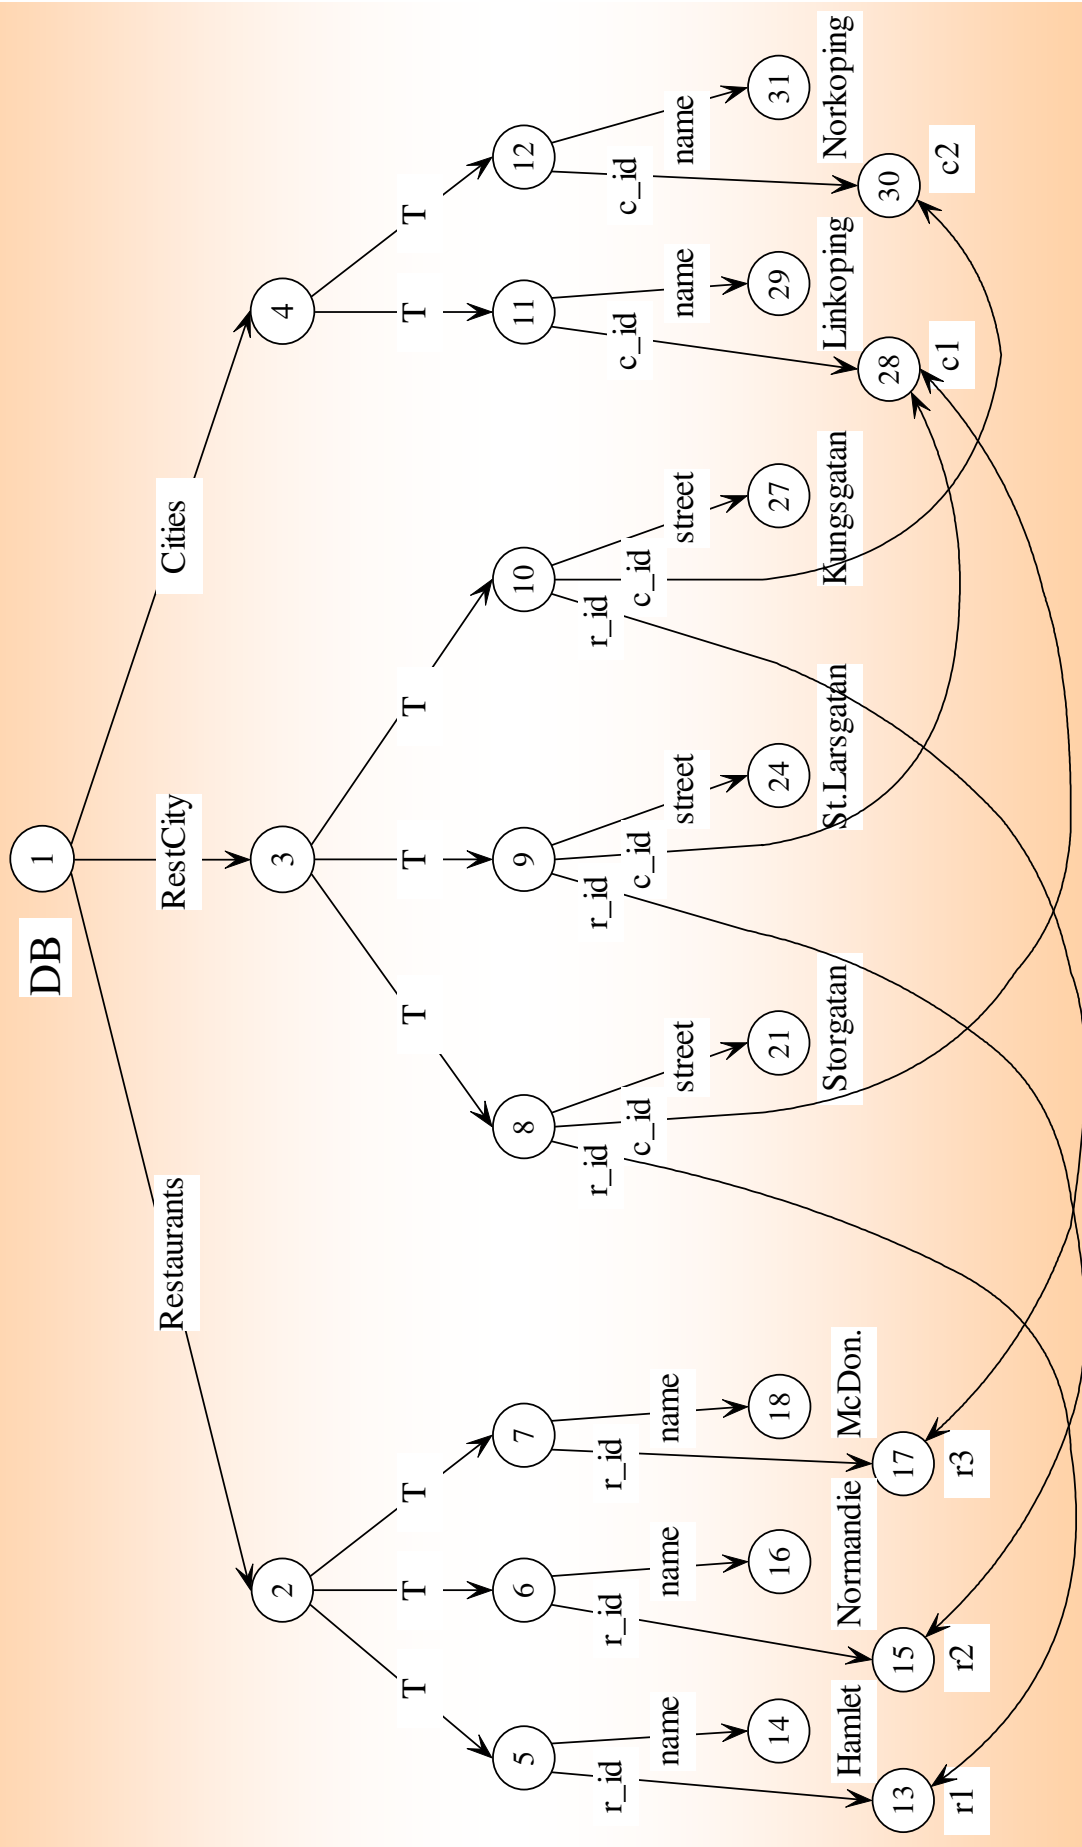 DB
1
Restaurants
RestCity
Cities
2
3
4
T
T
T
T
T
T
T
T
5
6
7
8
9
10
11
12
r_id
name
r_id
name
r_id
name
r_id
c_id
street
r_id
c_id
street
r_id
c_id
street
c_id
name
c_id
name
14
16
18
21
24
27
29
31
Hamlet
Normandie
McDon.
Storgatan
St.Larsgatan
Kungsgatan
Linkoping
Norkoping
13
15
17
28
30
r1
r2
r3
c1
c2